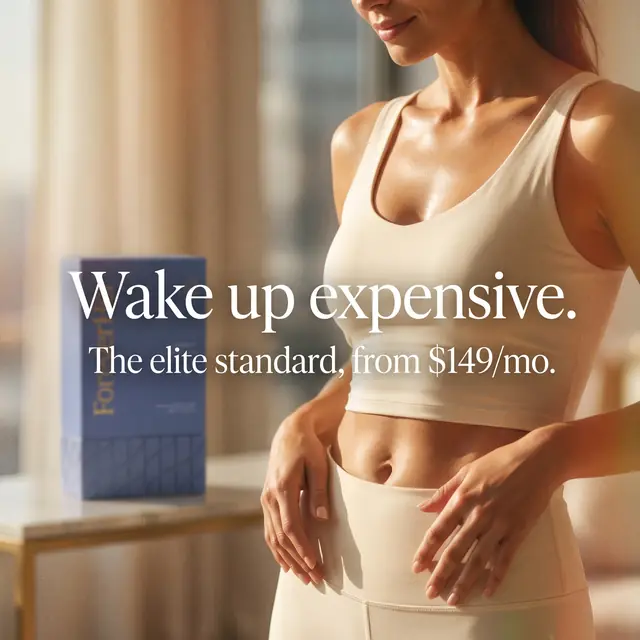 Wake up expensive.
The elite standard, from $149/mo.